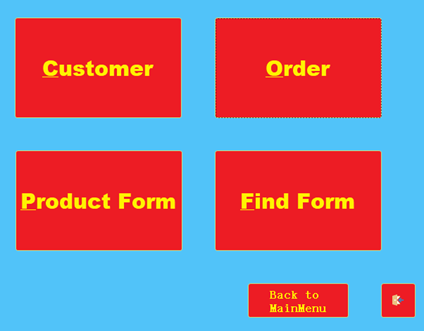 Customer
Order
Product Form
Find Form
Back to
MainMenu